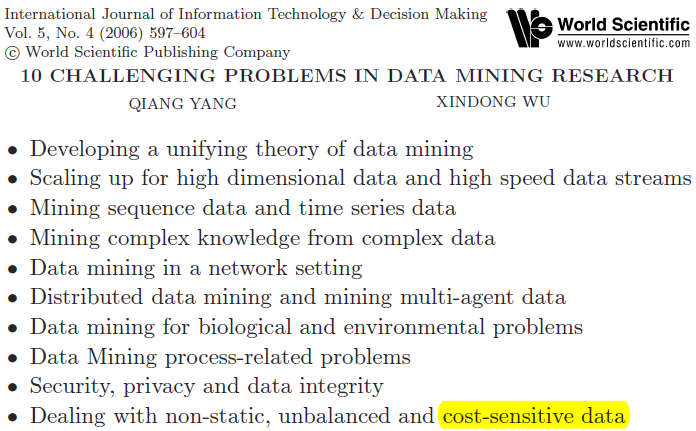 International Journal of Information Technology & Decision Making
Vol. 5, No. 4 (2006) 597–604
© World Scientific Publishing Company
World Scientific
www.worldscientific.com
10 CHALLENGING PROBLEMS IN DATA MINING RESEARCH
QIANG YANG XINDONG WU
• Developing a unifying theory of data mining
• Scaling up for high dimensional data and high speed data streams
• Mining sequence data and time series data
• Mining complex knowledge from complex data
• Data mining in a network setting
• Distributed data mining and mining multi-agent data
• Data mining for biological and environmental problems
• Data Mining process-related problems
• Security, privacy and data integrity
• Dealing with non-static, unbalanced and cost-sensitive data